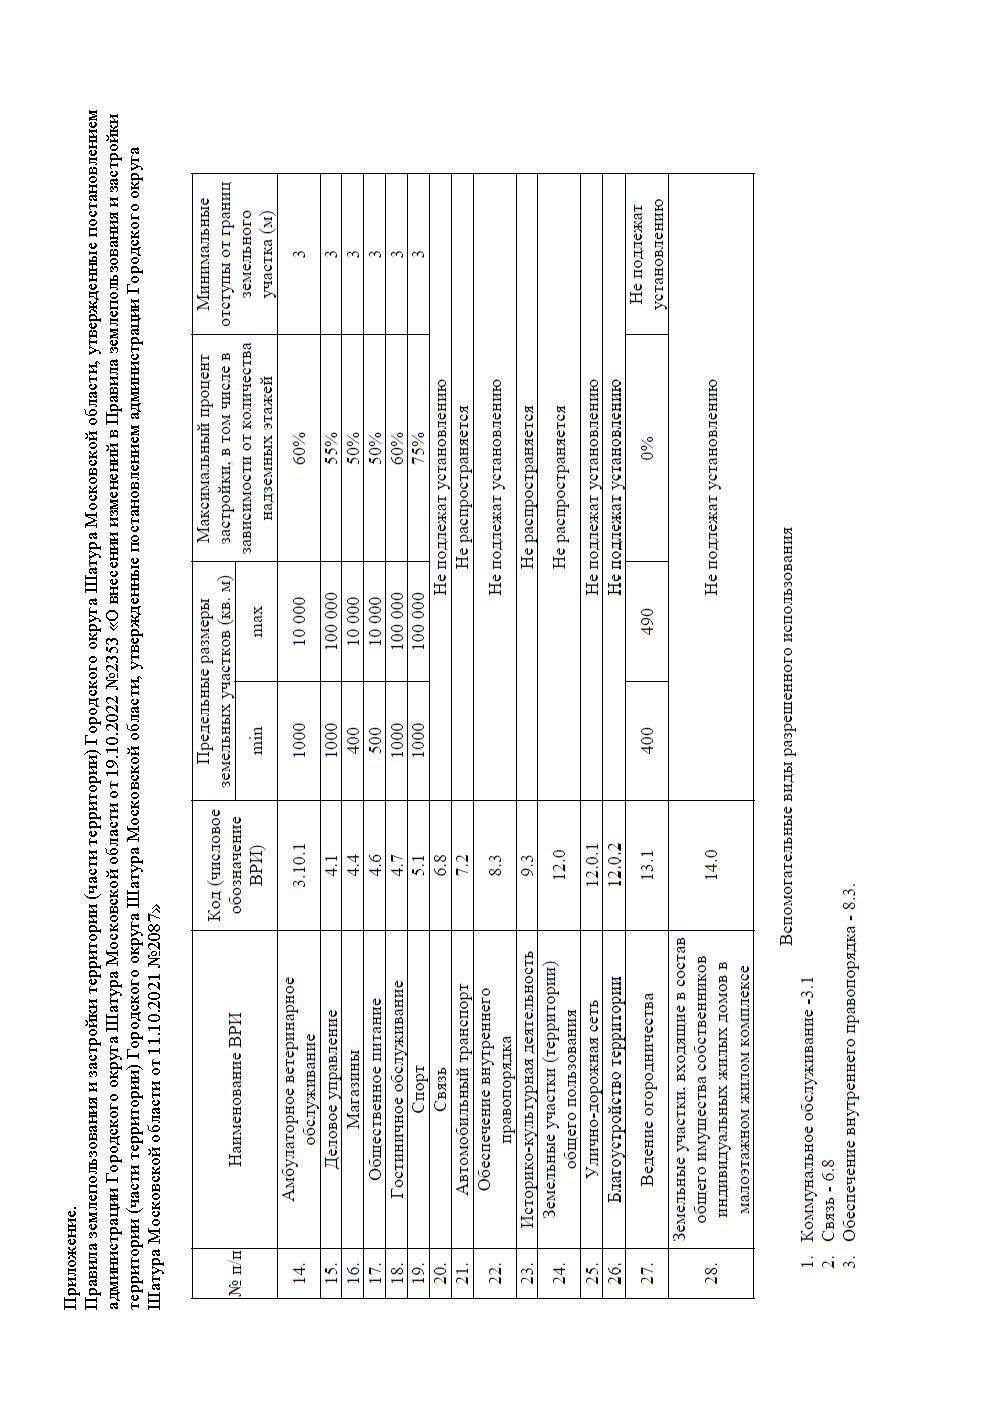 Приложение.
Правила землепользования и застройки территории (части территории) Городского округа Шатура Московской области, утвержденные постановлением
администрации Городского округа Шатура Московской области от 19.10.2022 №2353 «О внесении изменений в Правила землепользования и застройки
территории (части территории) Городского округа Шатура Московской области, утвержденные постановлением администрации Городского округа
Шатура Московской области от 11.10.2021 №2087»
№ п/п Наименование ВРИ Код (числовое обозначение ВРИ) Предельные размеры земельных участков (кв. м) Максимальный процент застройки, в том числе в зависимости от количества надземных этажей Минимальные отступы от границ земельного участка (м)
min max
14. Амбулаторное ветеринарное обслуживание 3.10.1 1000 10 000 60% 3
15. Деловое управление 4.1 1000 100 000 55% 3
16. Магазины 4.4 400 10 000 50% 3
17. Общественное питание 4.6 500 10 000 50% 3
18. Гостиничное обслуживание 4.7 1000 100 000 60% 3
19. Спорт 5.1 1000 100 000 75% 3
20. Связь 6.8 Не подлежат установлению
21. Автомобильный транспорт 7.2 Не распространяется
22. Обеспечение внутреннего правопорядка 8.3 Не подлежат установлению
23. Историко-культурная деятельность 9.3 Не распространяется
24. Земельные участки (территории) общего пользования 12.0 Не распространяется
25. Улично-дорожная сеть 12.0.1 Не подлежат установлению
26. Благоустройство территории 12.0.2 Не подлежат установлению
27. Ведение огородничества 13.1 400 490 0% Не подлежат установлению
28. Земельные участки, входящие в состав общего имущества собственников индивидуальных жилых домов в малоэтажном жилом комплексе 14.0 Не подлежат установлению
Вспомогательные виды разрешенного использования
1. Коммунальное обслуживание -3.1
2. Связь - 6.8
3. Обеспечение внутреннего правопорядка - 8.3.